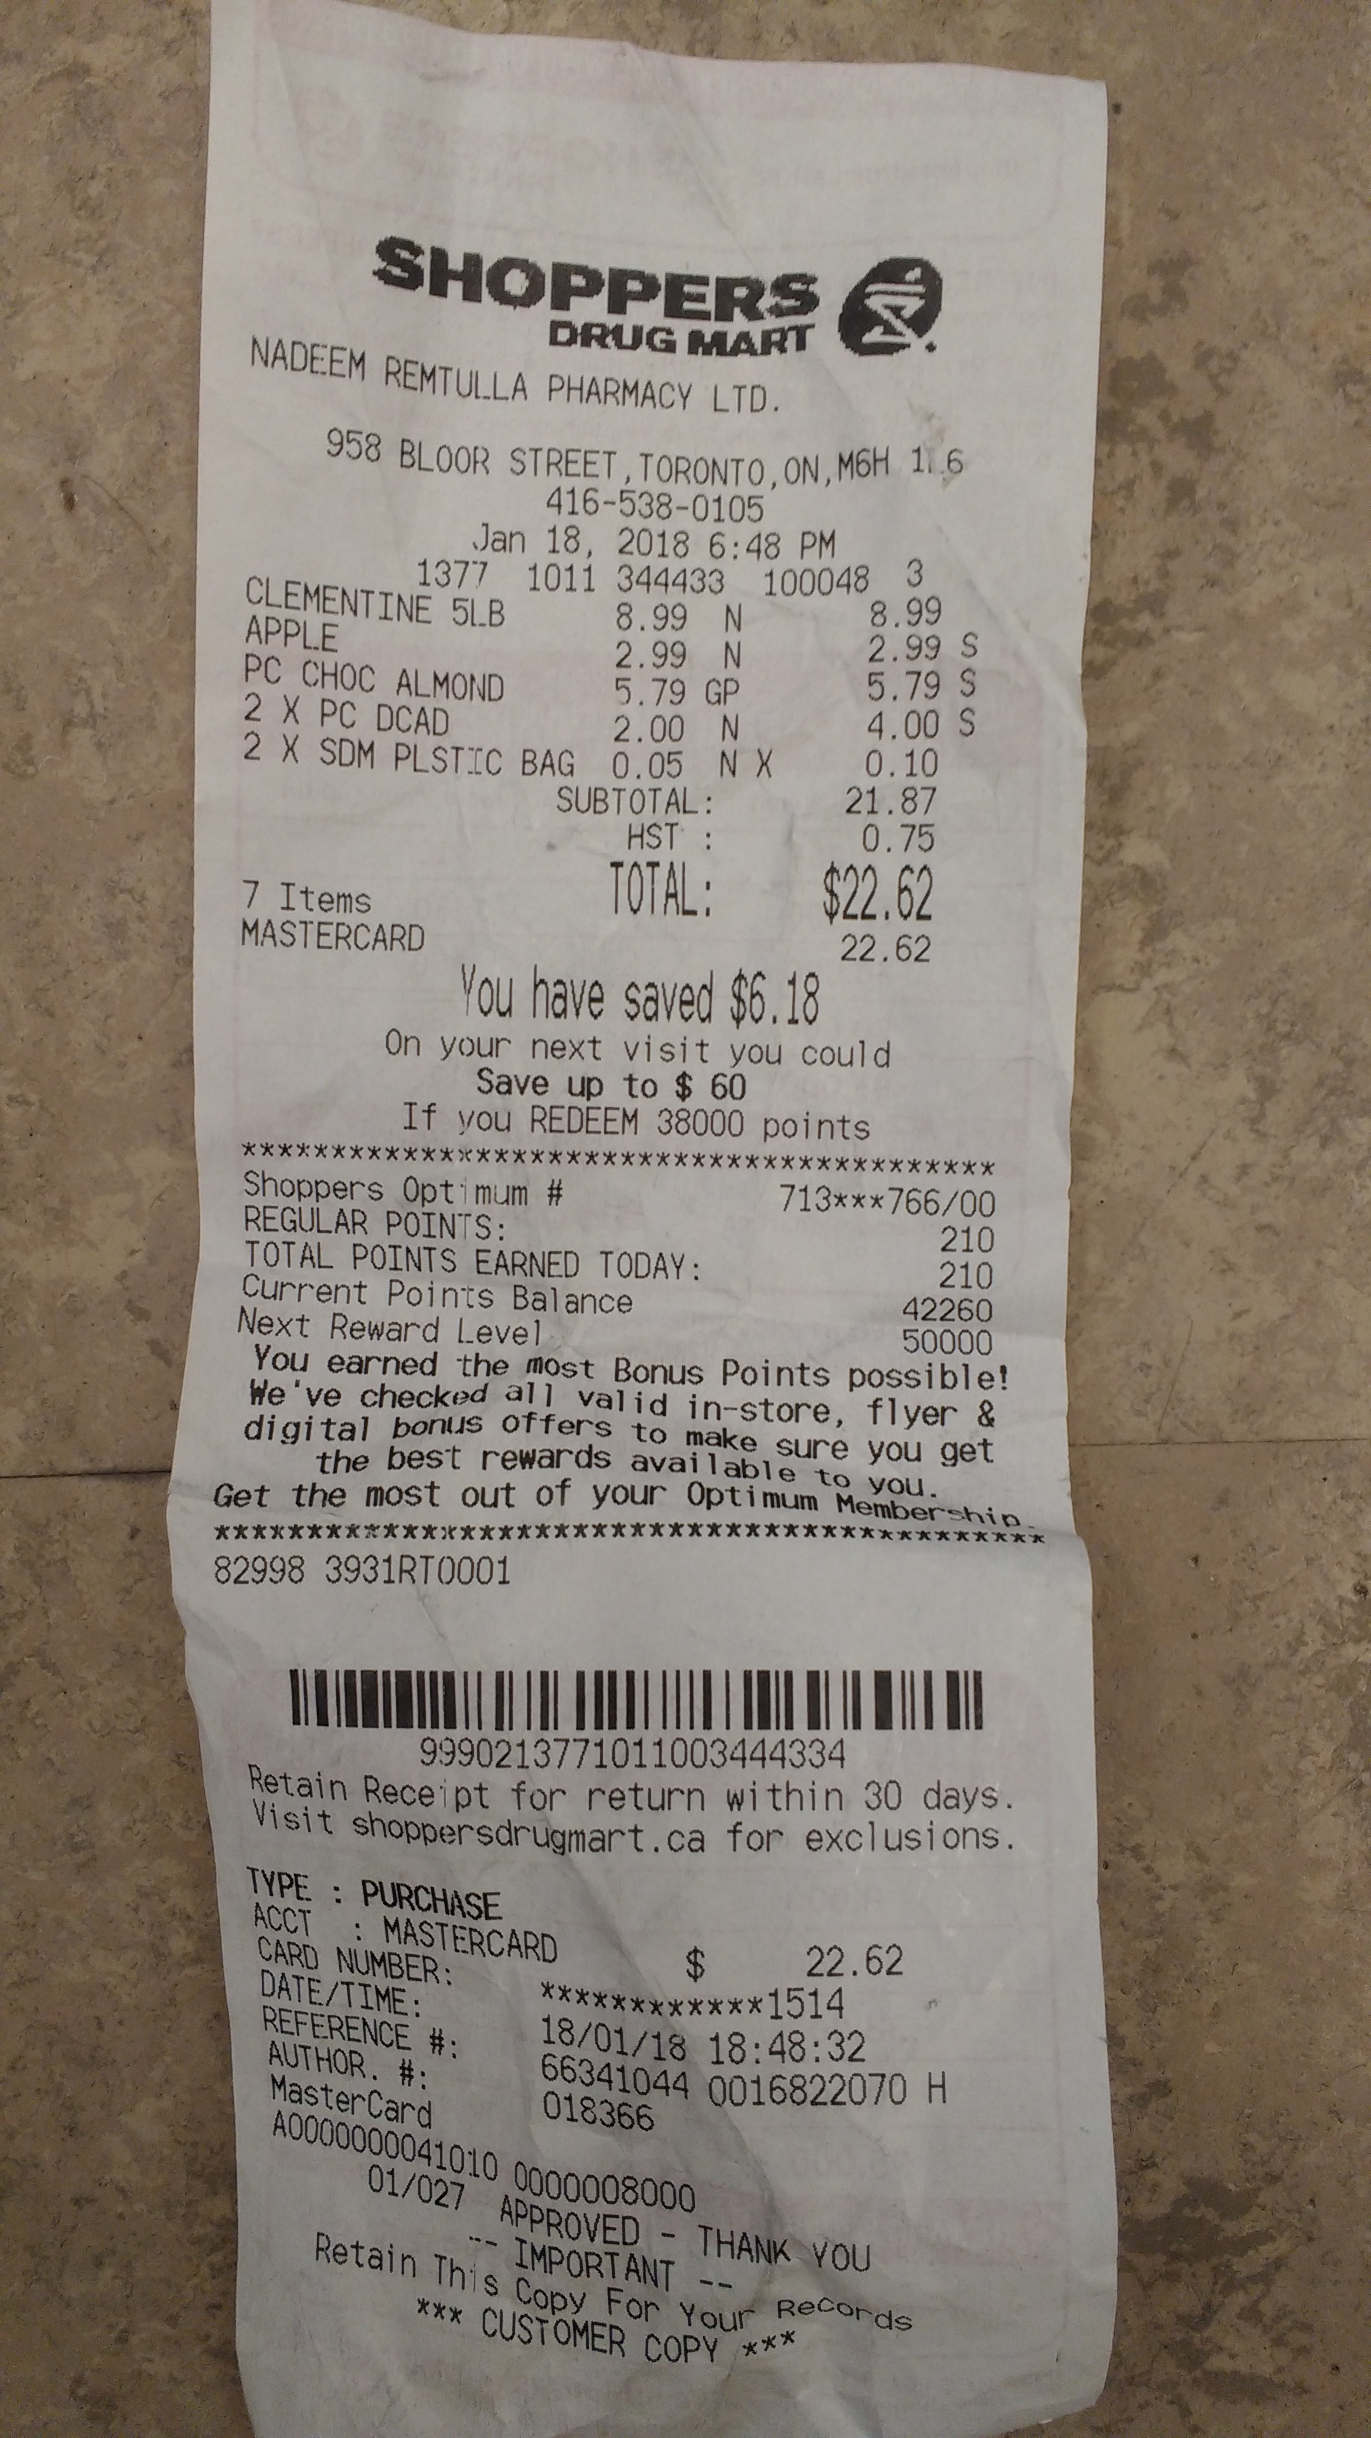 SHOPPERS
DRUG MART
NADEEM REMTULLA PHARMACY LTD.
958 BLOOR STREET,TORONTO,ON,M6H
416-538-0105
Jan 18, 2018 6:48 PM
1377 1011 344433 100048 3
CLEMENTINE 5LB 8.99 N 8.99
APPLE 2.99 N 2.99 S
PC CHOC ALMOND 5.79 GP 5.79 S
2 X PC DCAD 2.00 N 4.00 S
2 X SDM PLSTIC BAG 0.05 N X 0.10
SUBTOTAL: 21.87
HST : 0.75
7 Items TOTAL: $22.62
MASTERCARD 22.62
You have saved $6.18
On your next visit you could
Save up to $ 60
If you REDEEM 38000 points
******************************************
Shoppers Optimum # 713***766/00
REGULAR POINTS: 210
TOTAL POINTS EARNED TODAY: 210
Current Points Balance 42260
Next Reward Level 50000
You earned the most Bonus Points possible!
We've checked all valid in-store, flyer &
digital bonus offers to make sure you get
the best rewards available to you.
Get the most out of your Optimum Membership.
**********************************************
82998 3931RT0001
99902137710110034444334
Retain Receipt for return within 30 days.
Visit shoppersdrugmart.ca for exclusions.
TYPE : PURCHASE
ACCT : MASTERCARD $ 22.62
CARD NUMBER: ************1514
DATE/TIME: 18/01/18 18:48:32
REFERENCE #: 66341044 0016822070 H
AUTHOR. #: 018366
MasterCard
A0000000041010 0000008000
01/027 APPROVED - THANK YOU
-- IMPORTANT --
Retain This Copy For Your Records
*** CUSTOMER COPY ***